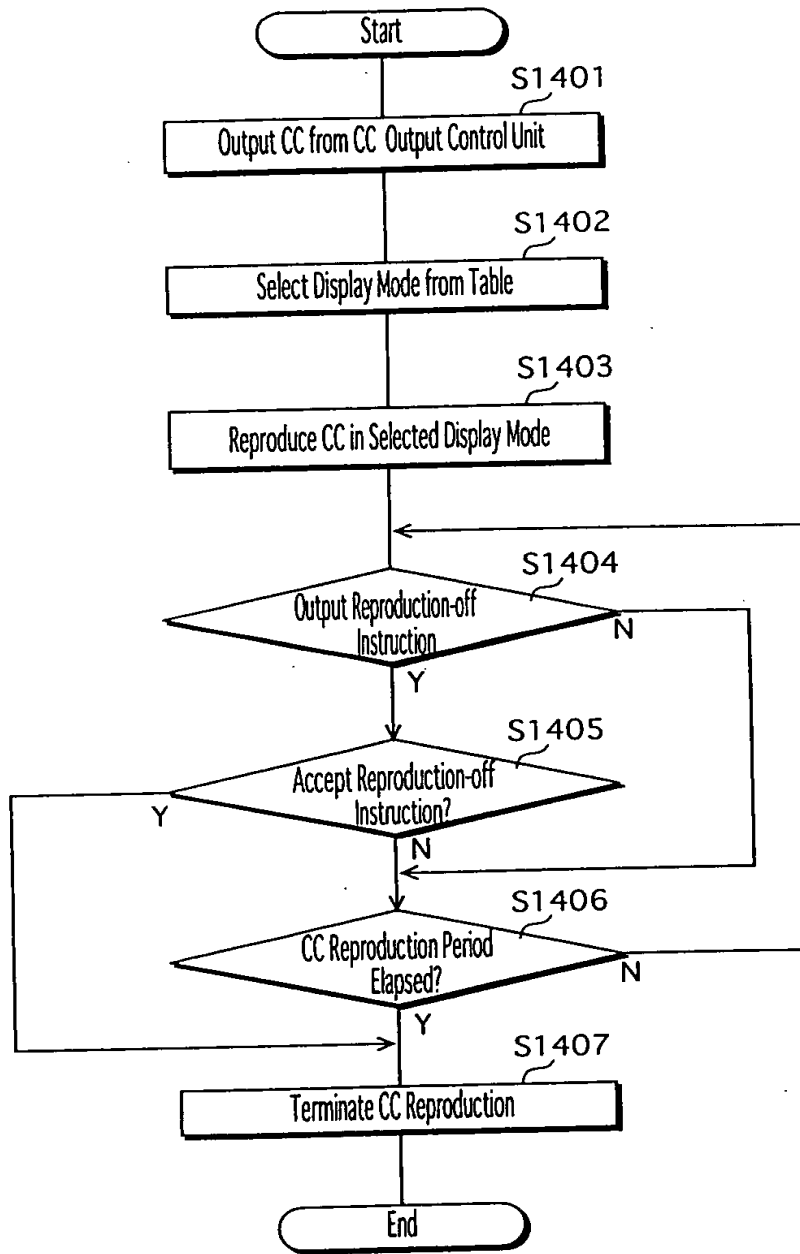 Start
S1401
Output CC from CC Output Control Unit
S1402
Select Display Mode from Table
S1403
Reproduce CC in Selected Display Mode
S1404
Output Reproduction-off
Instruction
N
Y
S1405
Accept Reproduction-off
Instruction?
Y
N
S1406
CC Reproduction Period
Elapsed?
N
Y
S1407
Terminate CC Reproduction
End